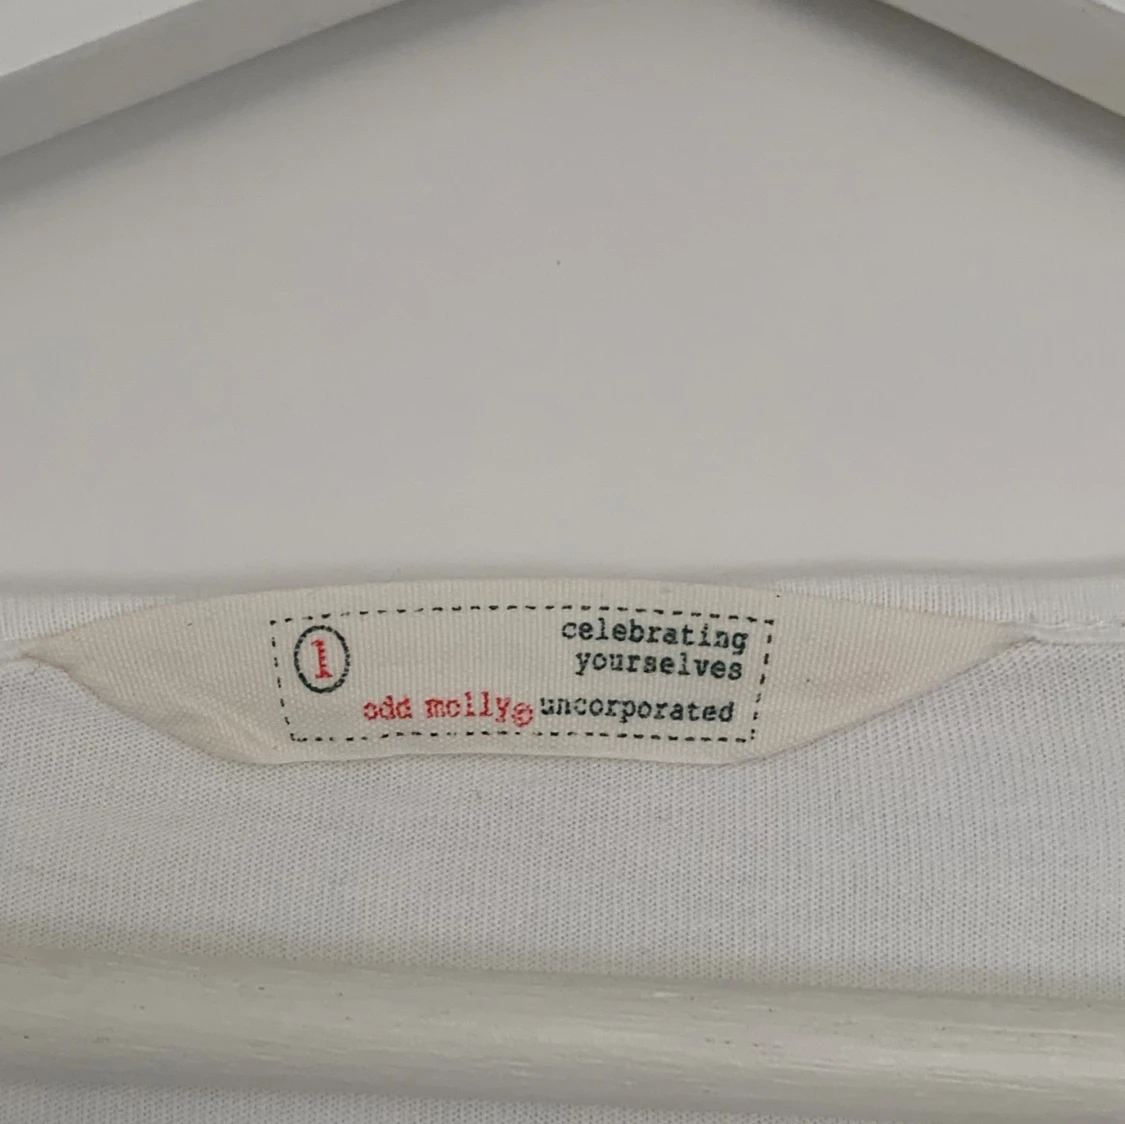 1
celebrating
yourselves
odd molly® uncorporated